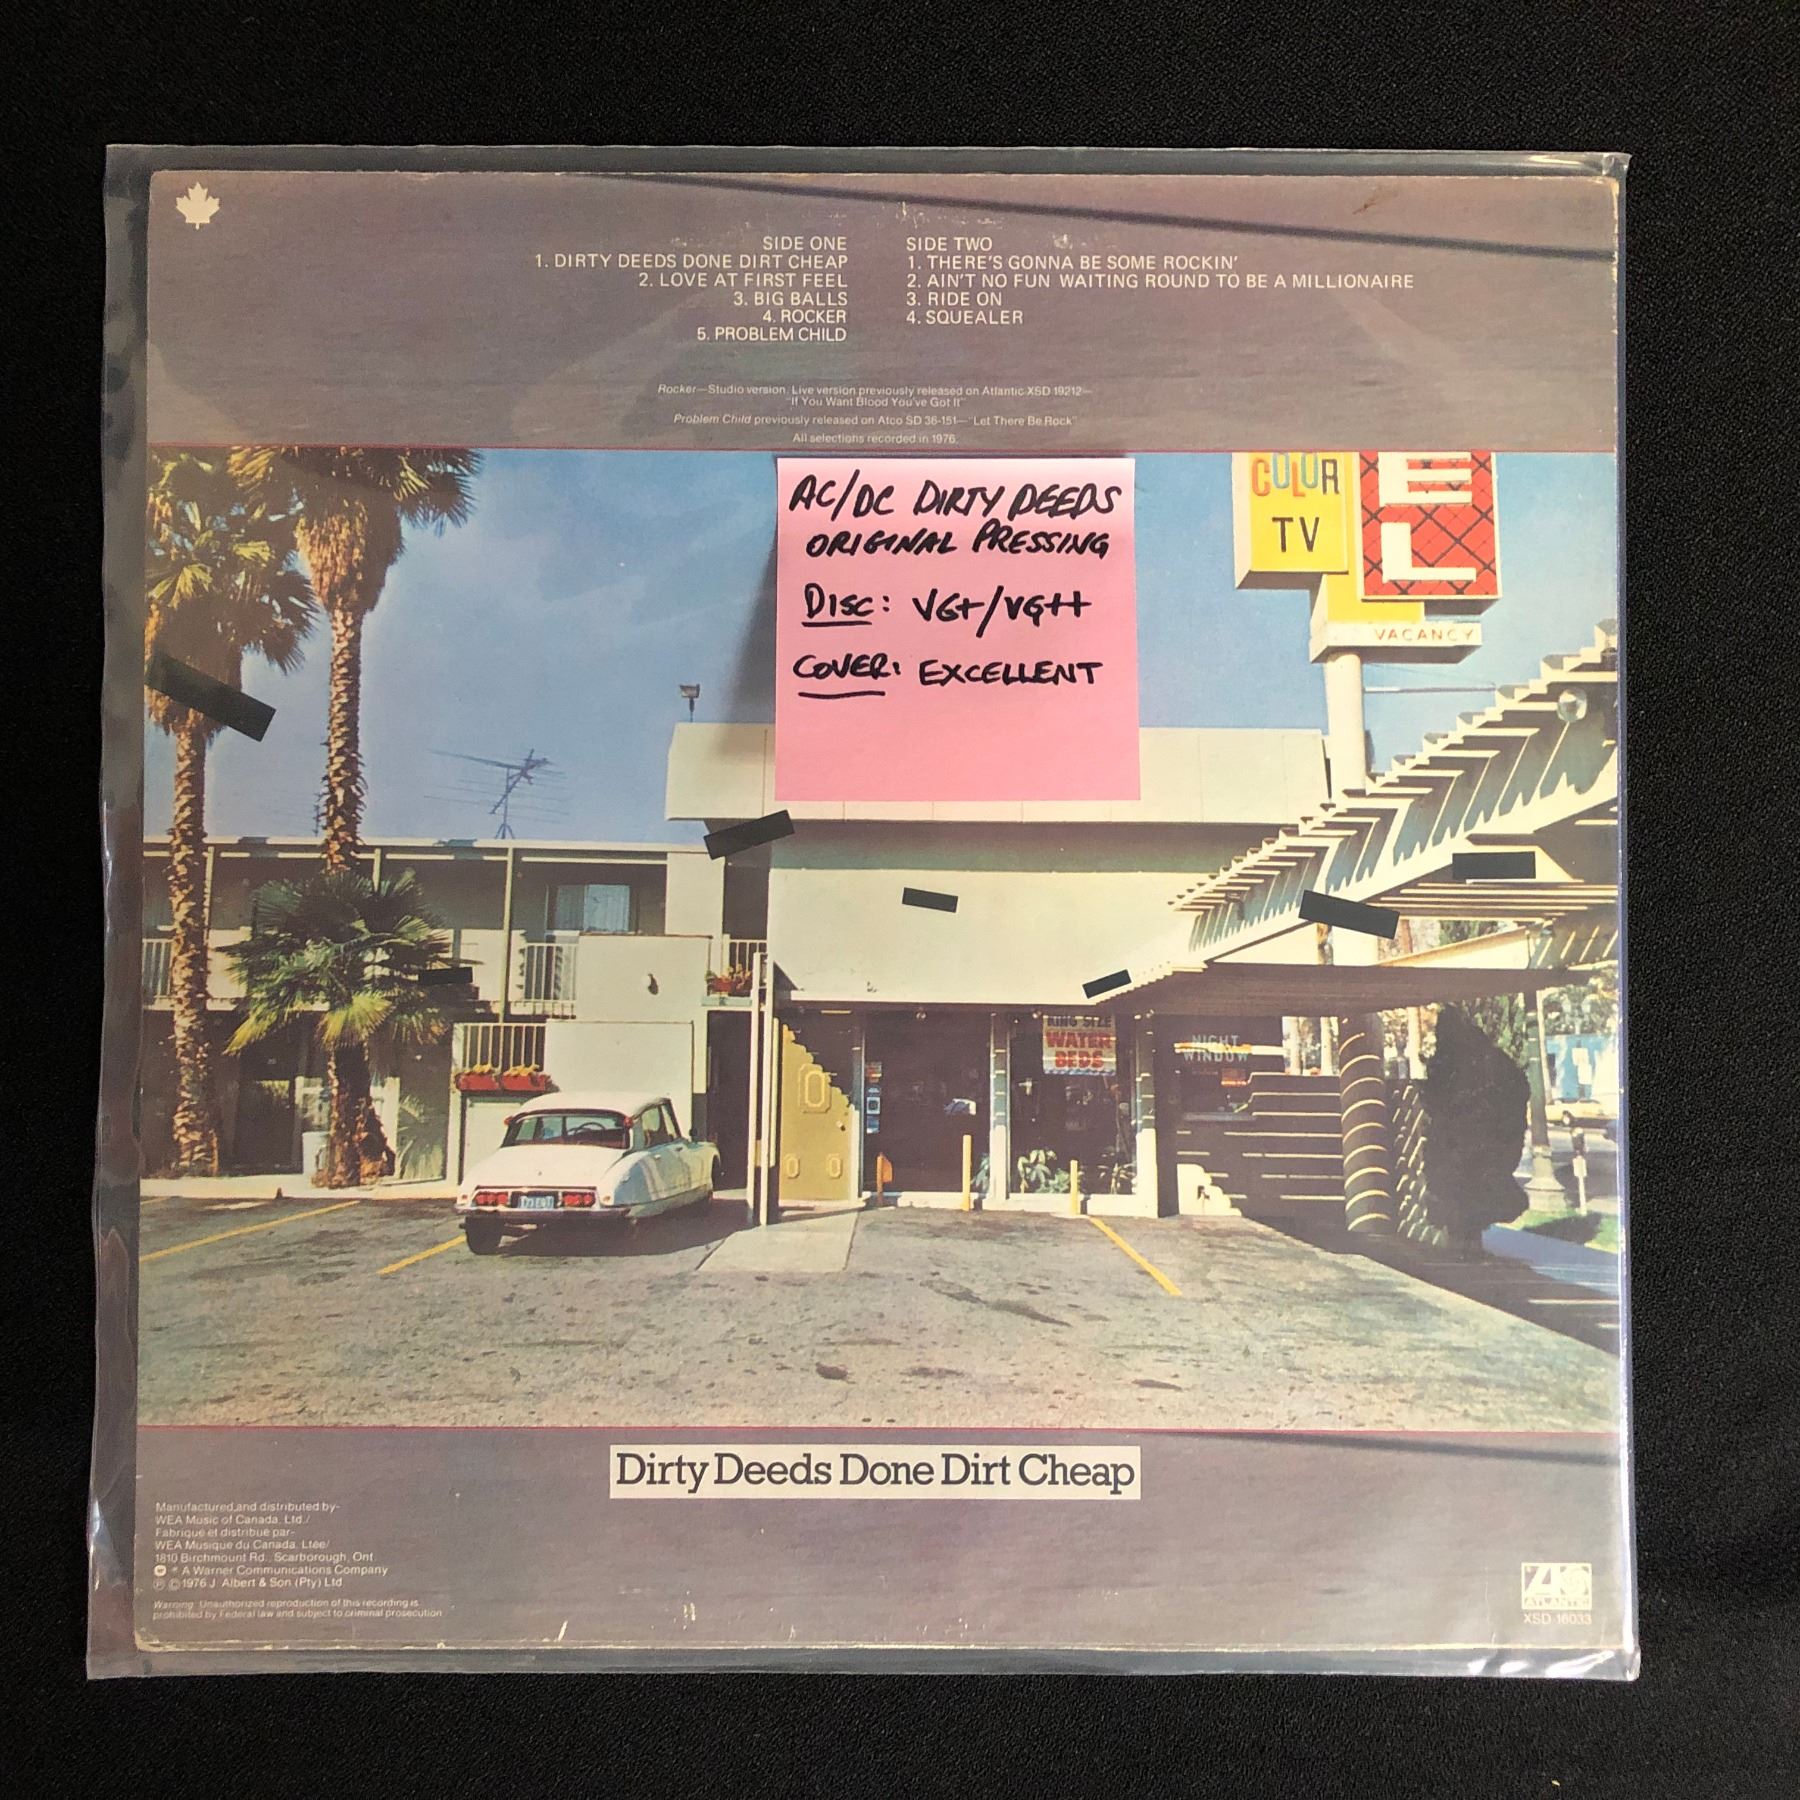 SIDE ONE
1. DIRTY DEEDS DONE DIRT CHEAP
2. LOVE AT FIRST FEEL
3. BIG BALLS
4. ROCKER
5. PROBLEM CHILD
SIDE TWO
1. THERE'S GONNA BE SOME ROCKIN'
2. AIN'T NO FUN WAITING ROUND TO BE A MILLIONAIRE
3. RIDE ON
4. SQUEALER
Rocker—Studio version. Live version previously released on Atlantic XSD 19212—
"If You Want Blood You've Got It"
Problem Child previously released on Atco SD 36-151—"Let There Be Rock"
All selections recorded in 1976.
AC/DC DIRTY DEEDS
ORIGINAL PRESSING
DISC: VG+/VG++
COVER: EXCELLENT
COLOR
TV
EL
VACANCY
KING SIZE
WATER
BEDS
NIGHT
WINDOW
Dirty Deeds Done Dirt Cheap
Manufactured and distributed by-
WEA Music of Canada, Ltd./
Fabriqué et distribué par-
WEA Musique du Canada, Ltée/
1810 Birchmount Rd., Scarborough, Ont.
A Warner Communications Company
℗ © 1976 J. Albert & Son (Pty) Ltd.
Warning: Unauthorized reproduction of this recording is
prohibited by Federal law and subject to criminal prosecution.
ATLANTIC
XSD 16033